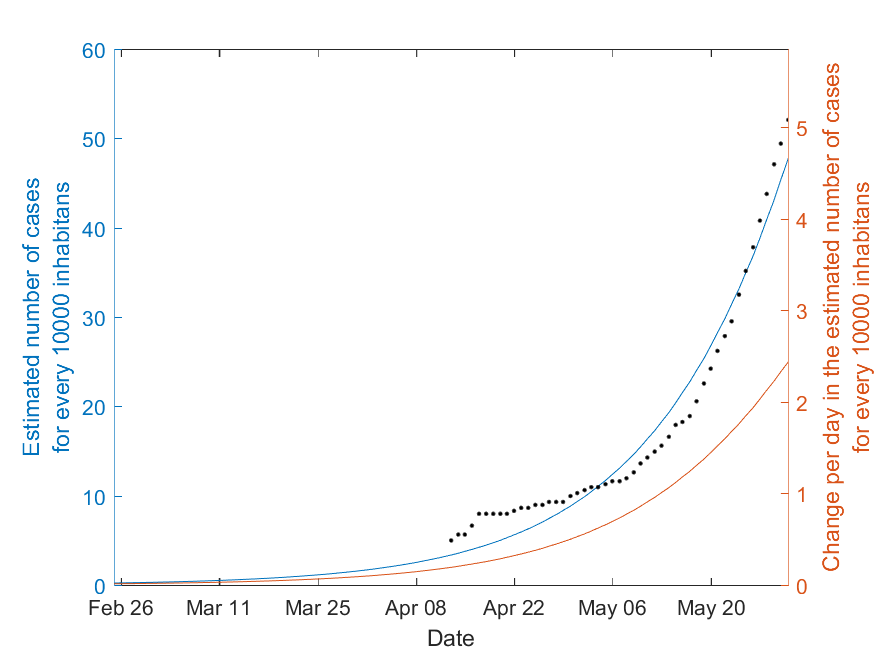 60
50
40
30
20
10
0
Estimated number of cases
for every 10000 inhabitans
5
4
3
2
1
0
Change per day in the estimated number of cases
for every 10000 inhabitans
Feb 26 Mar 11 Mar 25 Apr 08 Apr 22 May 06 May 20
Date